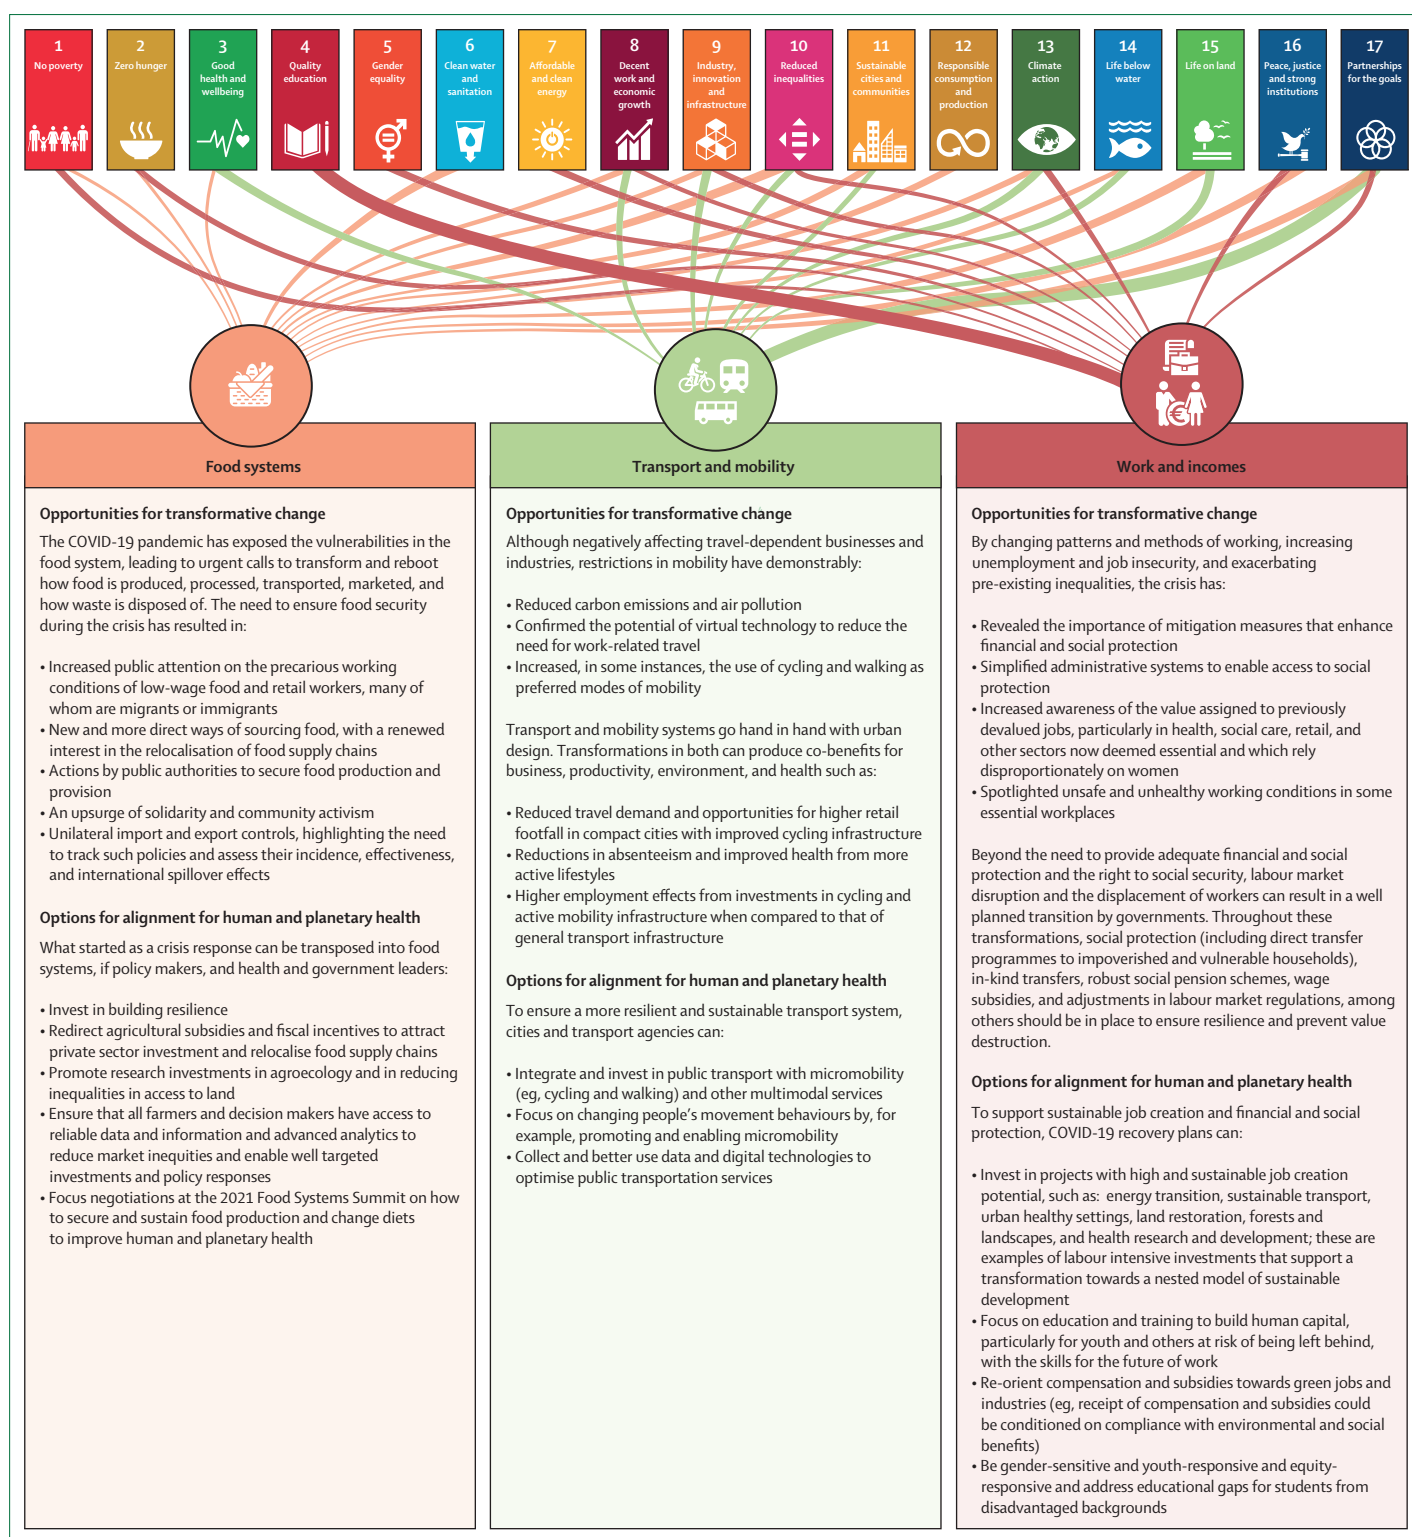 1
No poverty
2
Zero hunger
3
Good
health and
wellbeing
4
Quality
education
5
Gender
equality
6
Clean water
and
sanitation
7
Affordable
and clean
energy
8
Decent
work and
economic
growth
9
Industry,
innovation
and
infrastructure
10
Reduced
inequalities
11
Sustainable
cities and
communities
12
Responsible
consumption
and
production
13
Climate
action
14
Life below
water
15
Life on land
16
Peace, justice
and strong
institutions
17
Partnerships
for the goals
Food systems
Opportunities for transformative change
The COVID-19 pandemic has exposed the vulnerabilities in the
food system, leading to urgent calls to transform and reboot
how food is produced, processed, transported, marketed, and
how waste is disposed of. The need to ensure food security
during the crisis has resulted in:
• Increased public attention on the precarious working
conditions of low-wage food and retail workers, many of
whom are migrants or immigrants
• New and more direct ways of sourcing food, with a renewed
interest in the relocalisation of food supply chains
• Actions by public authorities to secure food production and
provision
• An upsurge of solidarity and community activism
• Unilateral import and export controls, highlighting the need
to track such policies and assess their incidence, effectiveness,
and international spillover effects
Options for alignment for human and planetary health
What started as a crisis response can be transposed into food
systems, if policy makers, and health and government leaders:
• Invest in building resilience
• Redirect agricultural subsidies and fiscal incentives to attract
private sector investment and relocalise food supply chains
• Promote research investments in agroecology and in reducing
inequalities in access to land
• Ensure that all farmers and decision makers have access to
reliable data and information and advanced analytics to
reduce market inequities and enable well targeted
investments and policy responses
• Focus negotiations at the 2021 Food Systems Summit on how
to secure and sustain food production and change diets
to improve human and planetary health
Transport and mobility
Opportunities for transformative change
Although negatively affecting travel-dependent businesses and
industries, restrictions in mobility have demonstrably:
• Reduced carbon emissions and air pollution
• Confirmed the potential of virtual technology to reduce the
need for work-related travel
• Increased, in some instances, the use of cycling and walking as
preferred modes of mobility
Transport and mobility systems go hand in hand with urban
design. Transformations in both can produce co-benefits for
business, productivity, environment, and health such as:
• Reduced travel demand and opportunities for higher retail
footfall in compact cities with improved cycling infrastructure
• Reductions in absenteeism and improved health from more
active lifestyles
• Higher employment effects from investments in cycling and
active mobility infrastructure when compared to that of
general transport infrastructure
Options for alignment for human and planetary health
To ensure a more resilient and sustainable transport system,
cities and transport agencies can:
• Integrate and invest in public transport with micromobility
(eg, cycling and walking) and other multimodal services
• Focus on changing people's movement behaviours by, for
example, promoting and enabling micromobility
• Collect and better use data and digital technologies to
optimise public transportation services
€
Work and incomes
Opportunities for transformative change
By changing patterns and methods of working, increasing
unemployment and job insecurity, and exacerbating
pre-existing inequalities, the crisis has:
• Revealed the importance of mitigation measures that enhance
financial and social protection
• Simplified administrative systems to enable access to social
protection
• Increased awareness of the value assigned to previously
devalued jobs, particularly in health, social care, retail, and
other sectors now deemed essential and which rely
disproportionately on women
• Spotlighted unsafe and unhealthy working conditions in some
essential workplaces
Beyond the need to provide adequate financial and social
protection and the right to social security, labour market
disruption and the displacement of workers can result in a well
planned transition by governments. Throughout these
transformations, social protection (including direct transfer
programmes to impoverished and vulnerable households),
in-kind transfers, robust social pension schemes, wage
subsidies, and adjustments in labour market regulations, among
others should be in place to ensure resilience and prevent value
destruction.
Options for alignment for human and planetary health
To support sustainable job creation and financial and social
protection, COVID-19 recovery plans can:
• Invest in projects with high and sustainable job creation
potential, such as: energy transition, sustainable transport,
urban healthy settings, land restoration, forests and
landscapes, and health research and development; these are
examples of labour intensive investments that support a
transformation towards a nested model of sustainable
development
• Focus on education and training to build human capital,
particularly for youth and others at risk of being left behind,
with the skills for the future of work
• Re-orient compensation and subsidies towards green jobs and
industries (eg, receipt of compensation and subsidies could
be conditioned on compliance with environmental and social
benefits)
• Be gender-sensitive and youth-responsive and equity-
responsive and address educational gaps for students from
disadvantaged backgrounds